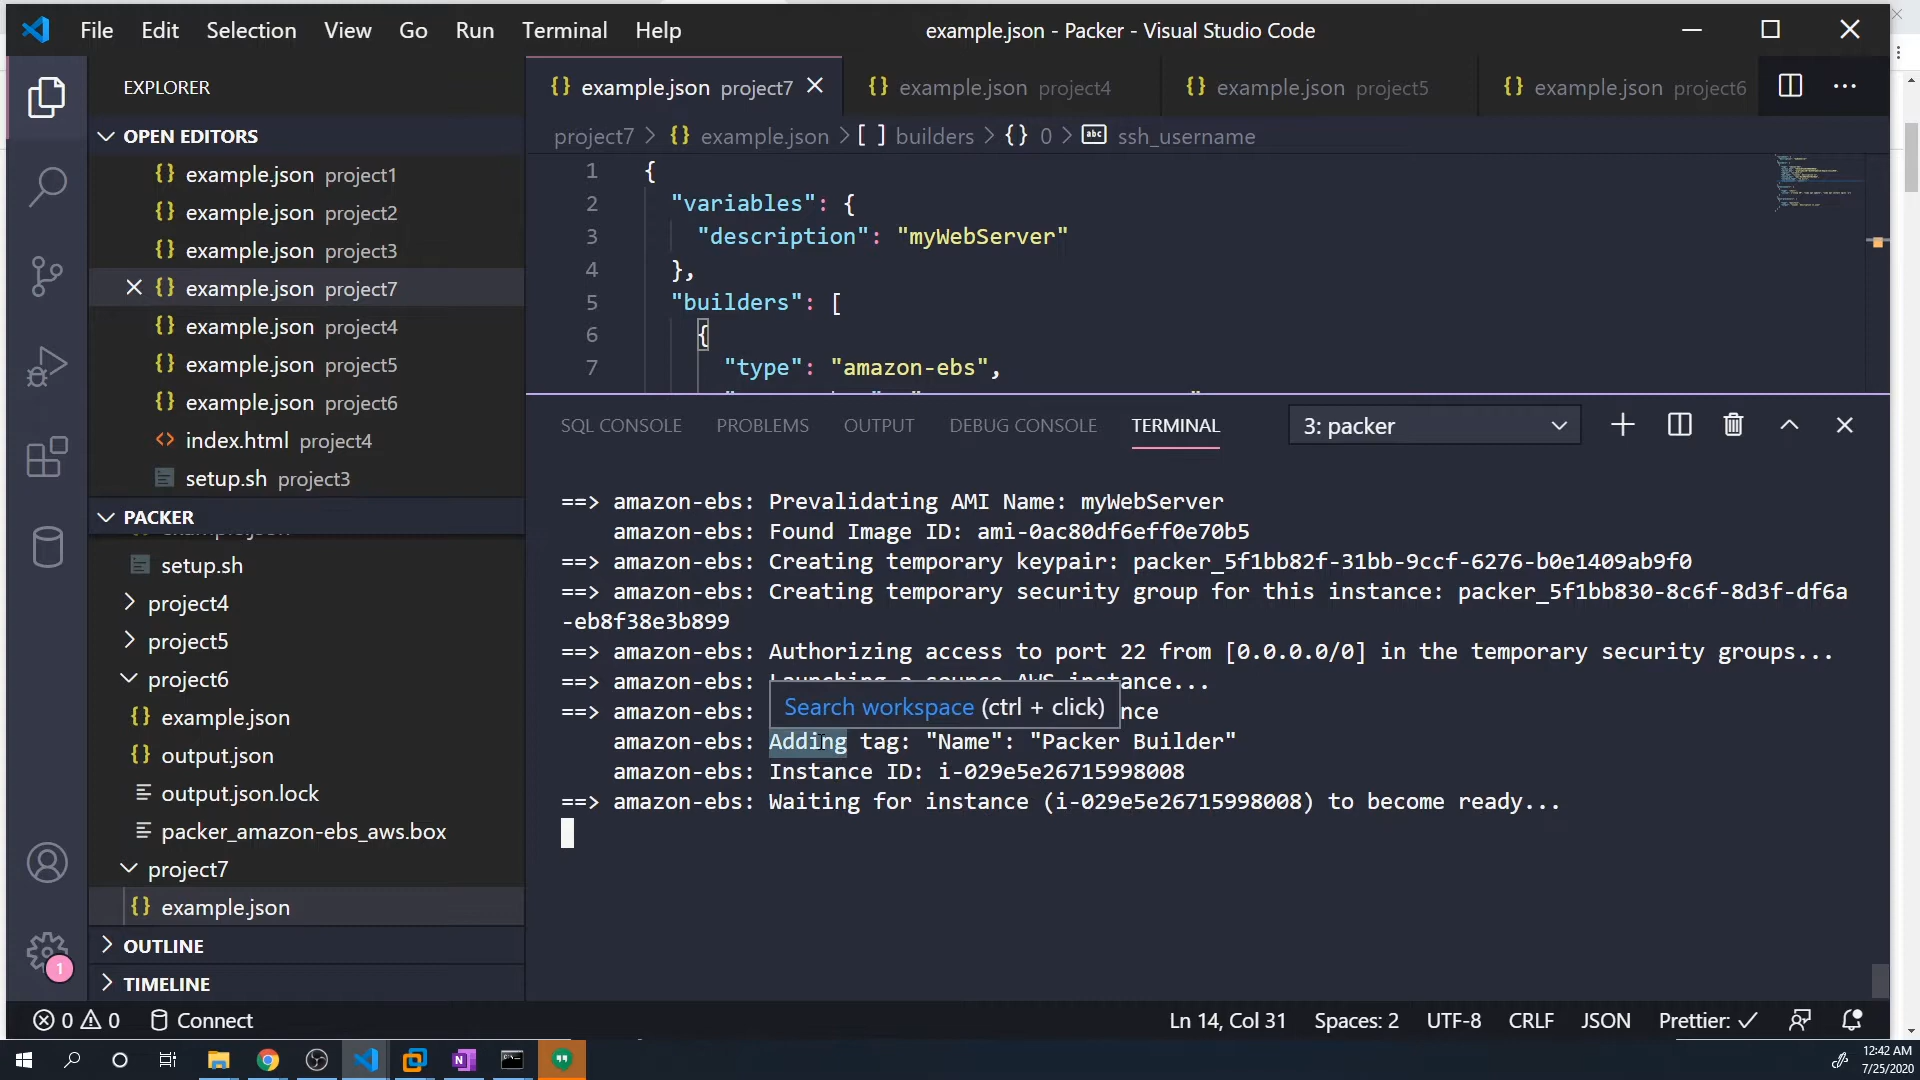 File Edit Selection View Go Run Terminal Help
example.json - Packer - Visual Studio Code
EXPLORER
OPEN EDITORS
{} example.json project1
{} example.json project2
{} example.json project3
{} example.json project7
{} example.json project4
{} example.json project5
{} example.json project6
<> index.html project4
setup.sh project3
PACKER
setup.sh
project4
project5
project6
{} example.json
{} output.json
output.json.lock
packer_amazon-ebs_aws.box
project7
{} example.json
OUTLINE
TIMELINE
{} example.json project7
{} example.json project4
{} example.json project5
{} example.json project6
project7 > {} example.json > [ ] builders > {} 0 > abc ssh_username
1 {
2 "variables": {
3 "description": "myWebServer"
4 },
5 "builders": [
6 {
7 "type": "amazon-ebs",
SQL CONSOLE PROBLEMS OUTPUT DEBUG CONSOLE TERMINAL
3: packer
==> amazon-ebs: Prevalidating AMI Name: myWebServer
amazon-ebs: Found Image ID: ami-0ac80df6eff0e70b5
==> amazon-ebs: Creating temporary keypair: packer_5f1bb82f-31bb-9ccf-6276-b0e1409ab9f0
==> amazon-ebs: Creating temporary security group for this instance: packer_5f1bb830-8c6f-8d3f-df6a
-eb8f38e3b899
==> amazon-ebs: Authorizing access to port 22 from [0.0.0.0/0] in the temporary security groups...
==> amazon-ebs: Launching a source AWS instance...
Search workspace (ctrl + click)
==> amazon-ebs: nce
amazon-ebs: Adding tag: "Name": "Packer Builder"
amazon-ebs: Instance ID: i-029e5e26715998008
==> amazon-ebs: Waiting for instance (i-029e5e26715998008) to become ready...
1
0 0 Connect
Ln 14, Col 31 Spaces: 2 UTF-8 CRLF JSON Prettier: ✓
12:42 AM
7/25/2020